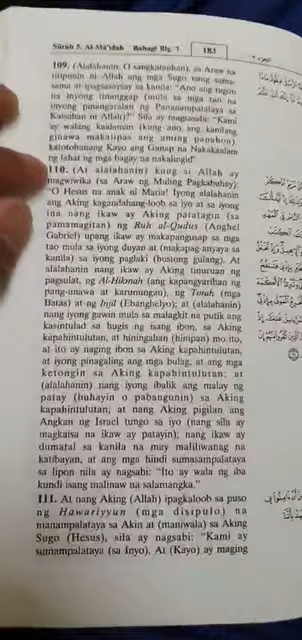 Sûrah 5. Al-Mâ'idah Bahagi Blg. 7 183
109. (Alalahanin, O sangkatauhan), sa Araw na
titipunin ni Allah ang mga Sugo nang sama-
sama at ipagsasaysay sa kanila: "Ano ang tugon
na inyong tinanggap (mula sa mga tao na
inyong pinangaralan ng Pananampalataya sa
Kaisahan ni Allah)?" Sila ay magsasabi: "Kami
ay walang kaalaman (kung ano ang kanilang
ginawa makalipas ang aming panahon),
katotohanang Kayo ang Ganap na Nakakaalam
ng lahat ng mga bagay na nakalingid"
110. (At alalahanin) kung si Allah ay
magwiwika (sa Araw ng Muling Pagkabuhay):
"O Hesus na anak ni Maria! Iyong alalahanin
ang Aking kagandahang-loob sa iyo at sa iyong
ina nang ikaw ay Aking patatagin (sa
pamamagitan) ng Ruh al-Qudus (Anghel
Gabriel) upang ikaw ay makapangusap sa mga
tao mula sa iyong duyan at (makapag-anyaya sa
kanila) sa iyong pagluki (hustong gulang). At
alalahanin nang ikaw ay Aking tinuruan ng
pagsulat, ng Al-Hikmah (ang kapangyarihan ng
pang-unawa at karunungan), ng Torah (mga
Batas) at ng Injil (Ebanghelyo); at (alalahanin)
nang iyong gawin mula sa malagkit na putik ang
kasintulad sa hugis ng isang ibon, sa Aking
kapahintulutan, at hiningahan (hinipan) mo ito,
at ito ay naging ibon sa Aking kapahintulutan,
at iyong pinagaling ang mga bulag, at ang mga
ketongin sa Aking kapahintulutan; at
(alalahanin) nang iyong ibalik ang malay ng
patay (buhayin o pabangunin) sa Aking
kapahintulutan; at nang Aking pigilan ang
Angkan ng Israel tungo sa iyo (nang sila ay
magkaisa na ikaw ay patayin); nang ikaw ay
dumatal sa kanila na may maliliwanag na
katibayan, at ang mga hindi sumasampalataya
sa lipon nila ay nagsabi: "Ito ay wala ng iba
kundi isang malinaw na salamangka."
111. At nang Aking (Allah) ipagkaloob sa puso
ng Hawariyyun (mga disipulo) na
manampalataya sa Akin at (maniwala) sa Aking
Sugo (Hesus), sila ay nagsabi: "Kami ay
sumampalataya (sa Inyo). At (Kayo) ay maging